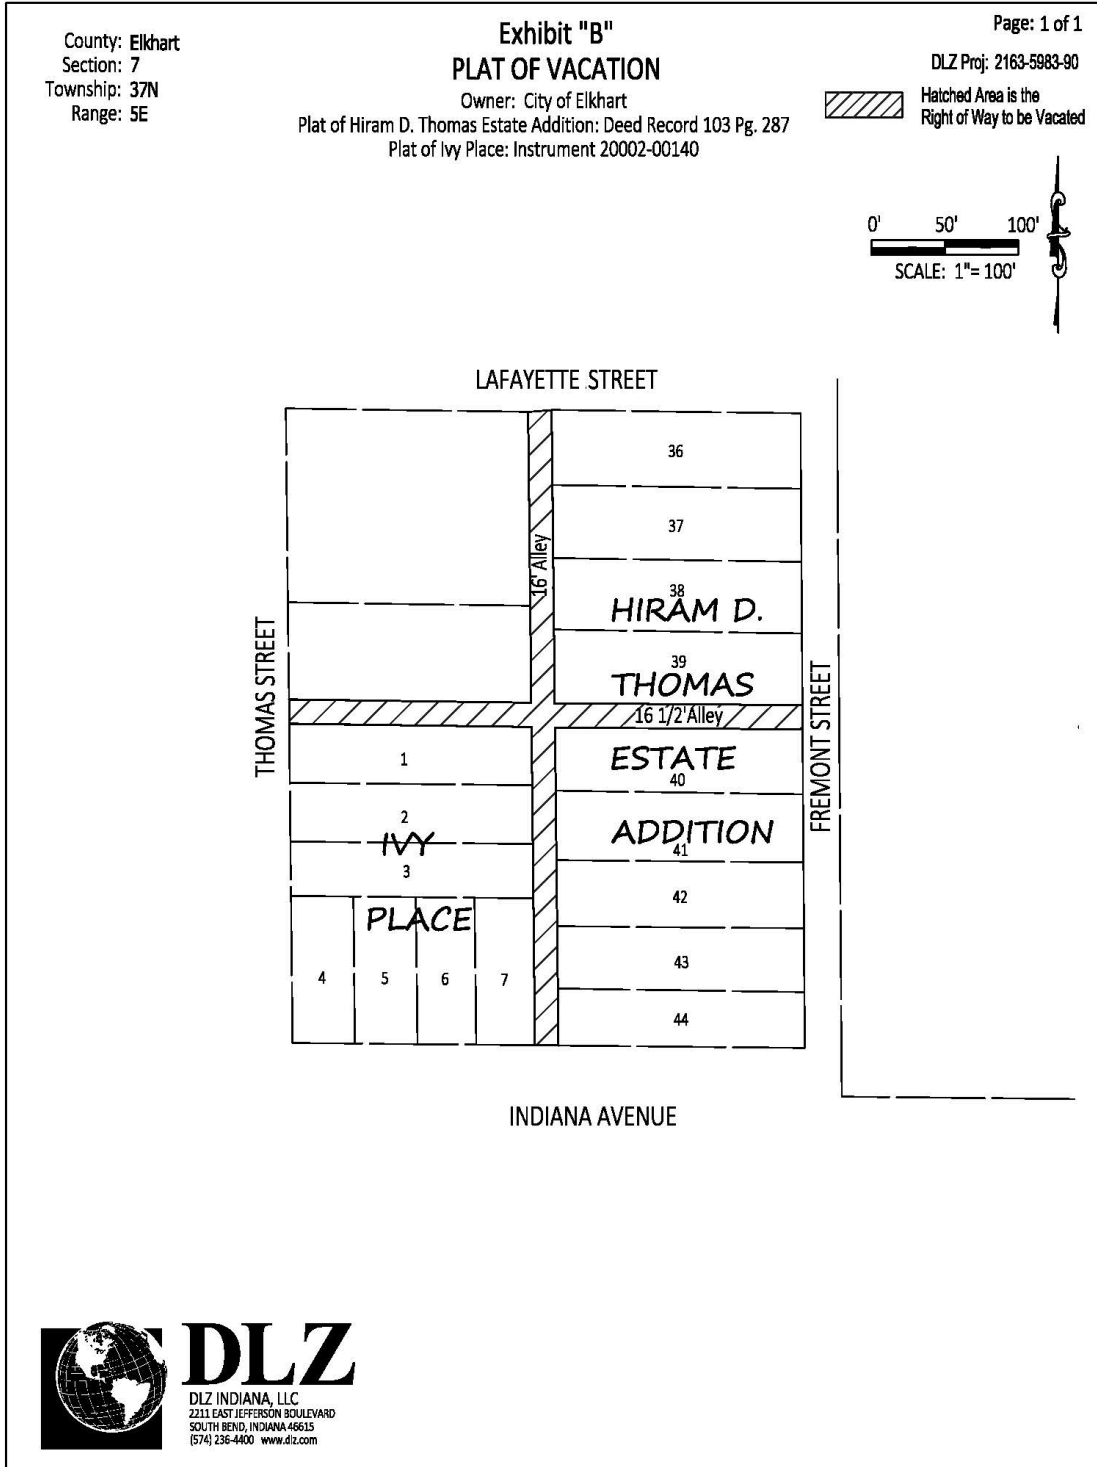 County: Elkhart
Section: 7
Township: 37N
Range: 5E
Exhibit "B"
PLAT OF VACATION
Owner: City of Elkhart
Plat of Hiram D. Thomas Estate Addition: Deed Record 103 Pg. 287
Plat of Ivy Place: Instrument 20002-00140
Page: 1 of 1
DLZ Proj: 2163-5983-90
Hatched Area is the
Right of Way to be Vacated
0' 50' 100'
SCALE: 1"= 100'
LAFAYETTE STREET
36
37
16' Alley
38
HIRAM D.
THOMAS STREET
39
THOMAS
16 1/2' Alley
FREMONT STREET
1
ESTATE
40
2
IVY
ADDITION
41
3
42
PLACE
4 5 6 7
43
44
INDIANA AVENUE
DLZ
DLZ INDIANA, LLC
2211 EAST JEFFERSON BOULEVARD
SOUTH BEND, INDIANA 46615
(574) 236-4400 www.dlz.com